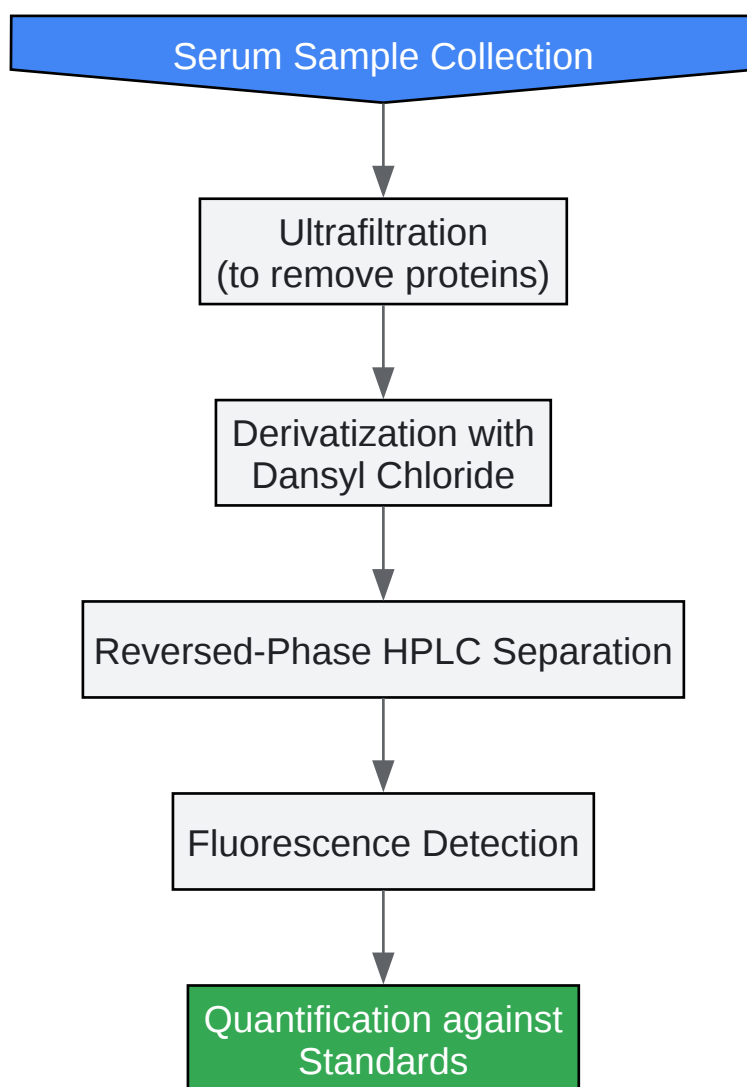 Serum Sample Collection
Ultrafiltration
(to remove proteins)
Derivatization with
Dansyl Chloride
Reversed-Phase HPLC Separation
Fluorescence Detection
Quantification against
Standards